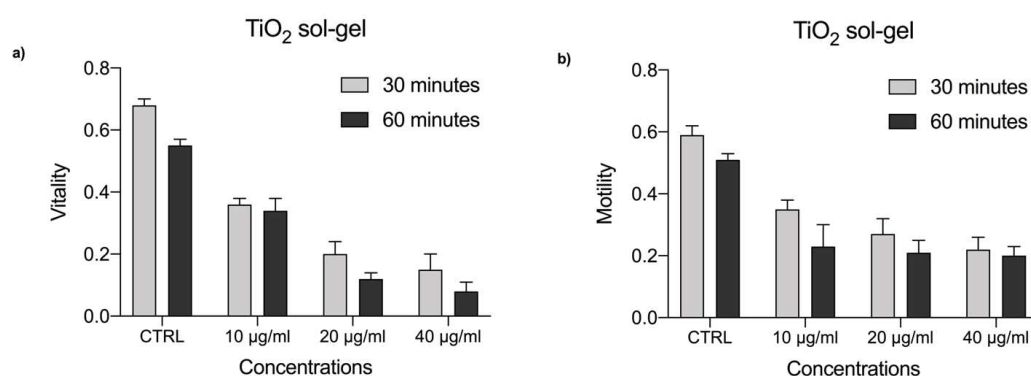 a)
TiO2 sol-gel
30 minutes
60 minutes
Vitality
0.8
0.6
0.4
0.2
0.0
CTRL 10 µg/ml 20 µg/ml 40 µg/ml
Concentrations
b)
TiO2 sol-gel
30 minutes
60 minutes
Motility
0.8
0.6
0.4
0.2
0.0
CTRL 10 µg/ml 20 µg/ml 40 µg/ml
Concentrations